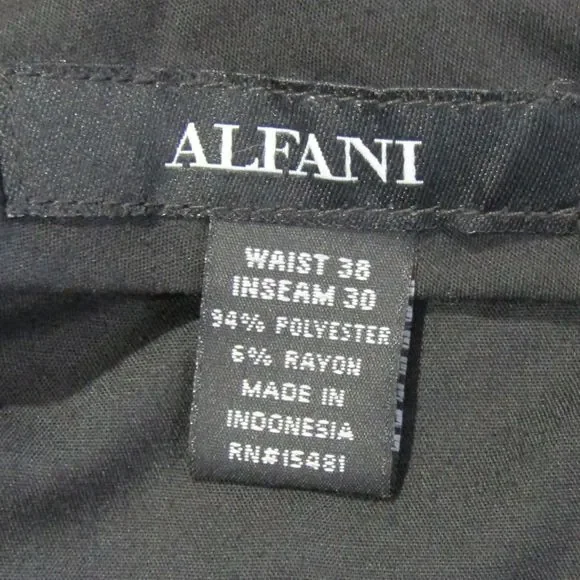 ALFANI
WAIST 38
INSEAM 30
94% POLYESTER
6% RAYON
MADE IN
INDONESIA
RN#15481